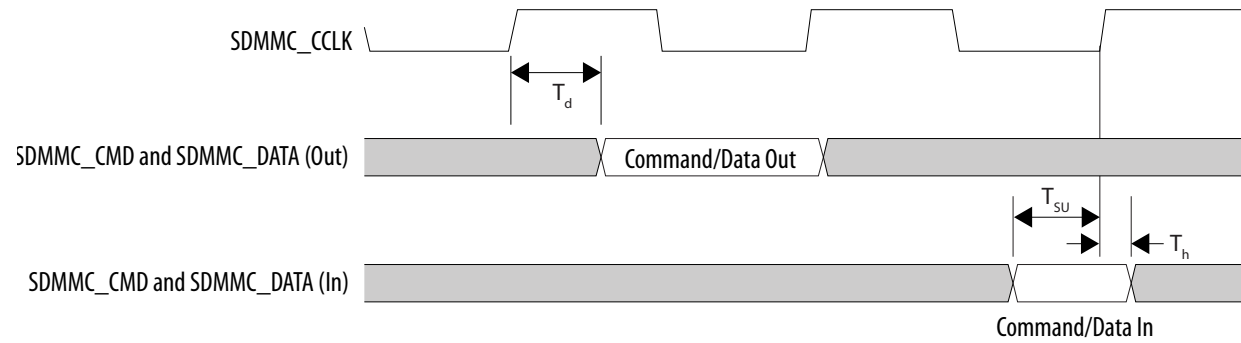 SDMMC_CCLK
T_d
SDMMC_CMD and SDMMC_DATA (Out)
Command/Data Out
T_SU
T_h
SDMMC_CMD and SDMMC_DATA (In)
Command/Data In